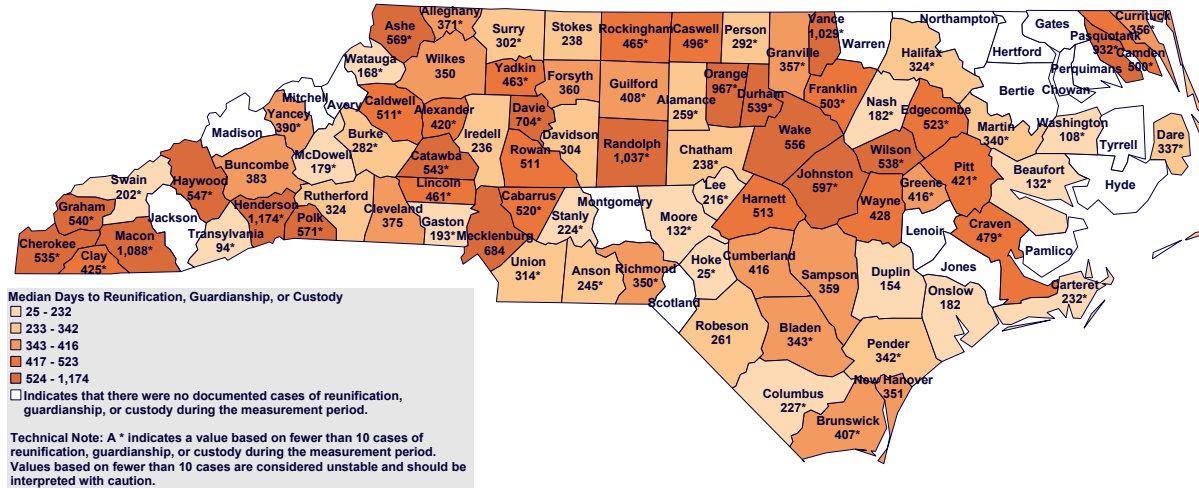 Ashe
569*
Alleghany
371*
Surry
302*
Stokes
238
Rockingham
465*
Caswell
496*
Person
292*
Vance
1,029*
Granville
357*
Warren
Northampton
Gates
Currituck
356*
Pasquotank
932*
Camden
500*
Hertford
Perquimans
Chowan
Bertie
Halifax
324*
Watauga
168*
Wilkes
350
Yadkin
463*
Forsyth
360
Guilford
408*
Alamance
259*
Orange
967*
Durham
539*
Franklin
503*
Nash
182*
Edgecombe
523*
Martin
340*
Washington
108*
Tyrrell
Dare
337*
Mitchell
Avery
Yancey
390*
Madison
Caldwell
511*
Alexander
420*
Davie
704*
Iredell
236
Davidson
304
Randolph
1,037*
Chatham
238*
Wake
556
Wilson
538*
Pitt
421*
Beaufort
132*
Hyde
Burke
282*
McDowell
179*
Buncombe
383
Catawba
543*
Rowan
511
Johnston
597*
Greene
416*
Haywood
547*
Swain
202*
Graham
540*
Jackson
Rutherford
324
Lincoln
461*
Cabarrus
520*
Montgomery
Lee
216*
Harnett
513
Wayne
428
Lenoir
Craven
479*
Pamlico
Henderson
1,174*
Polk
571*
Cleveland
375
Gaston
193*
Mecklenburg
684
Stanly
224*
Moore
132*
Transylvania
94*
Cherokee
535*
Macon
1,088*
Clay
425*
Union
314*
Anson
245*
Richmond
350*
Hoke
25*
Cumberland
416
Sampson
359
Duplin
154
Jones
Onslow
182
Carteret
232*
Scotland
Robeson
261
Bladen
343*
Pender
342*
New Hanover
351
Columbus
227*
Brunswick
407*
Median Days to Reunification, Guardianship, or Custody
25 - 232
233 - 342
343 - 416
417 - 523
524 - 1,174
Indicates that there were no documented cases of reunification,
guardianship, or custody during the measurement period.
Technical Note: A * indicates a value based on fewer than 10 cases of
reunification, guardianship, or custody during the measurement period.
Values based on fewer than 10 cases are considered unstable and should be
interpreted with caution.